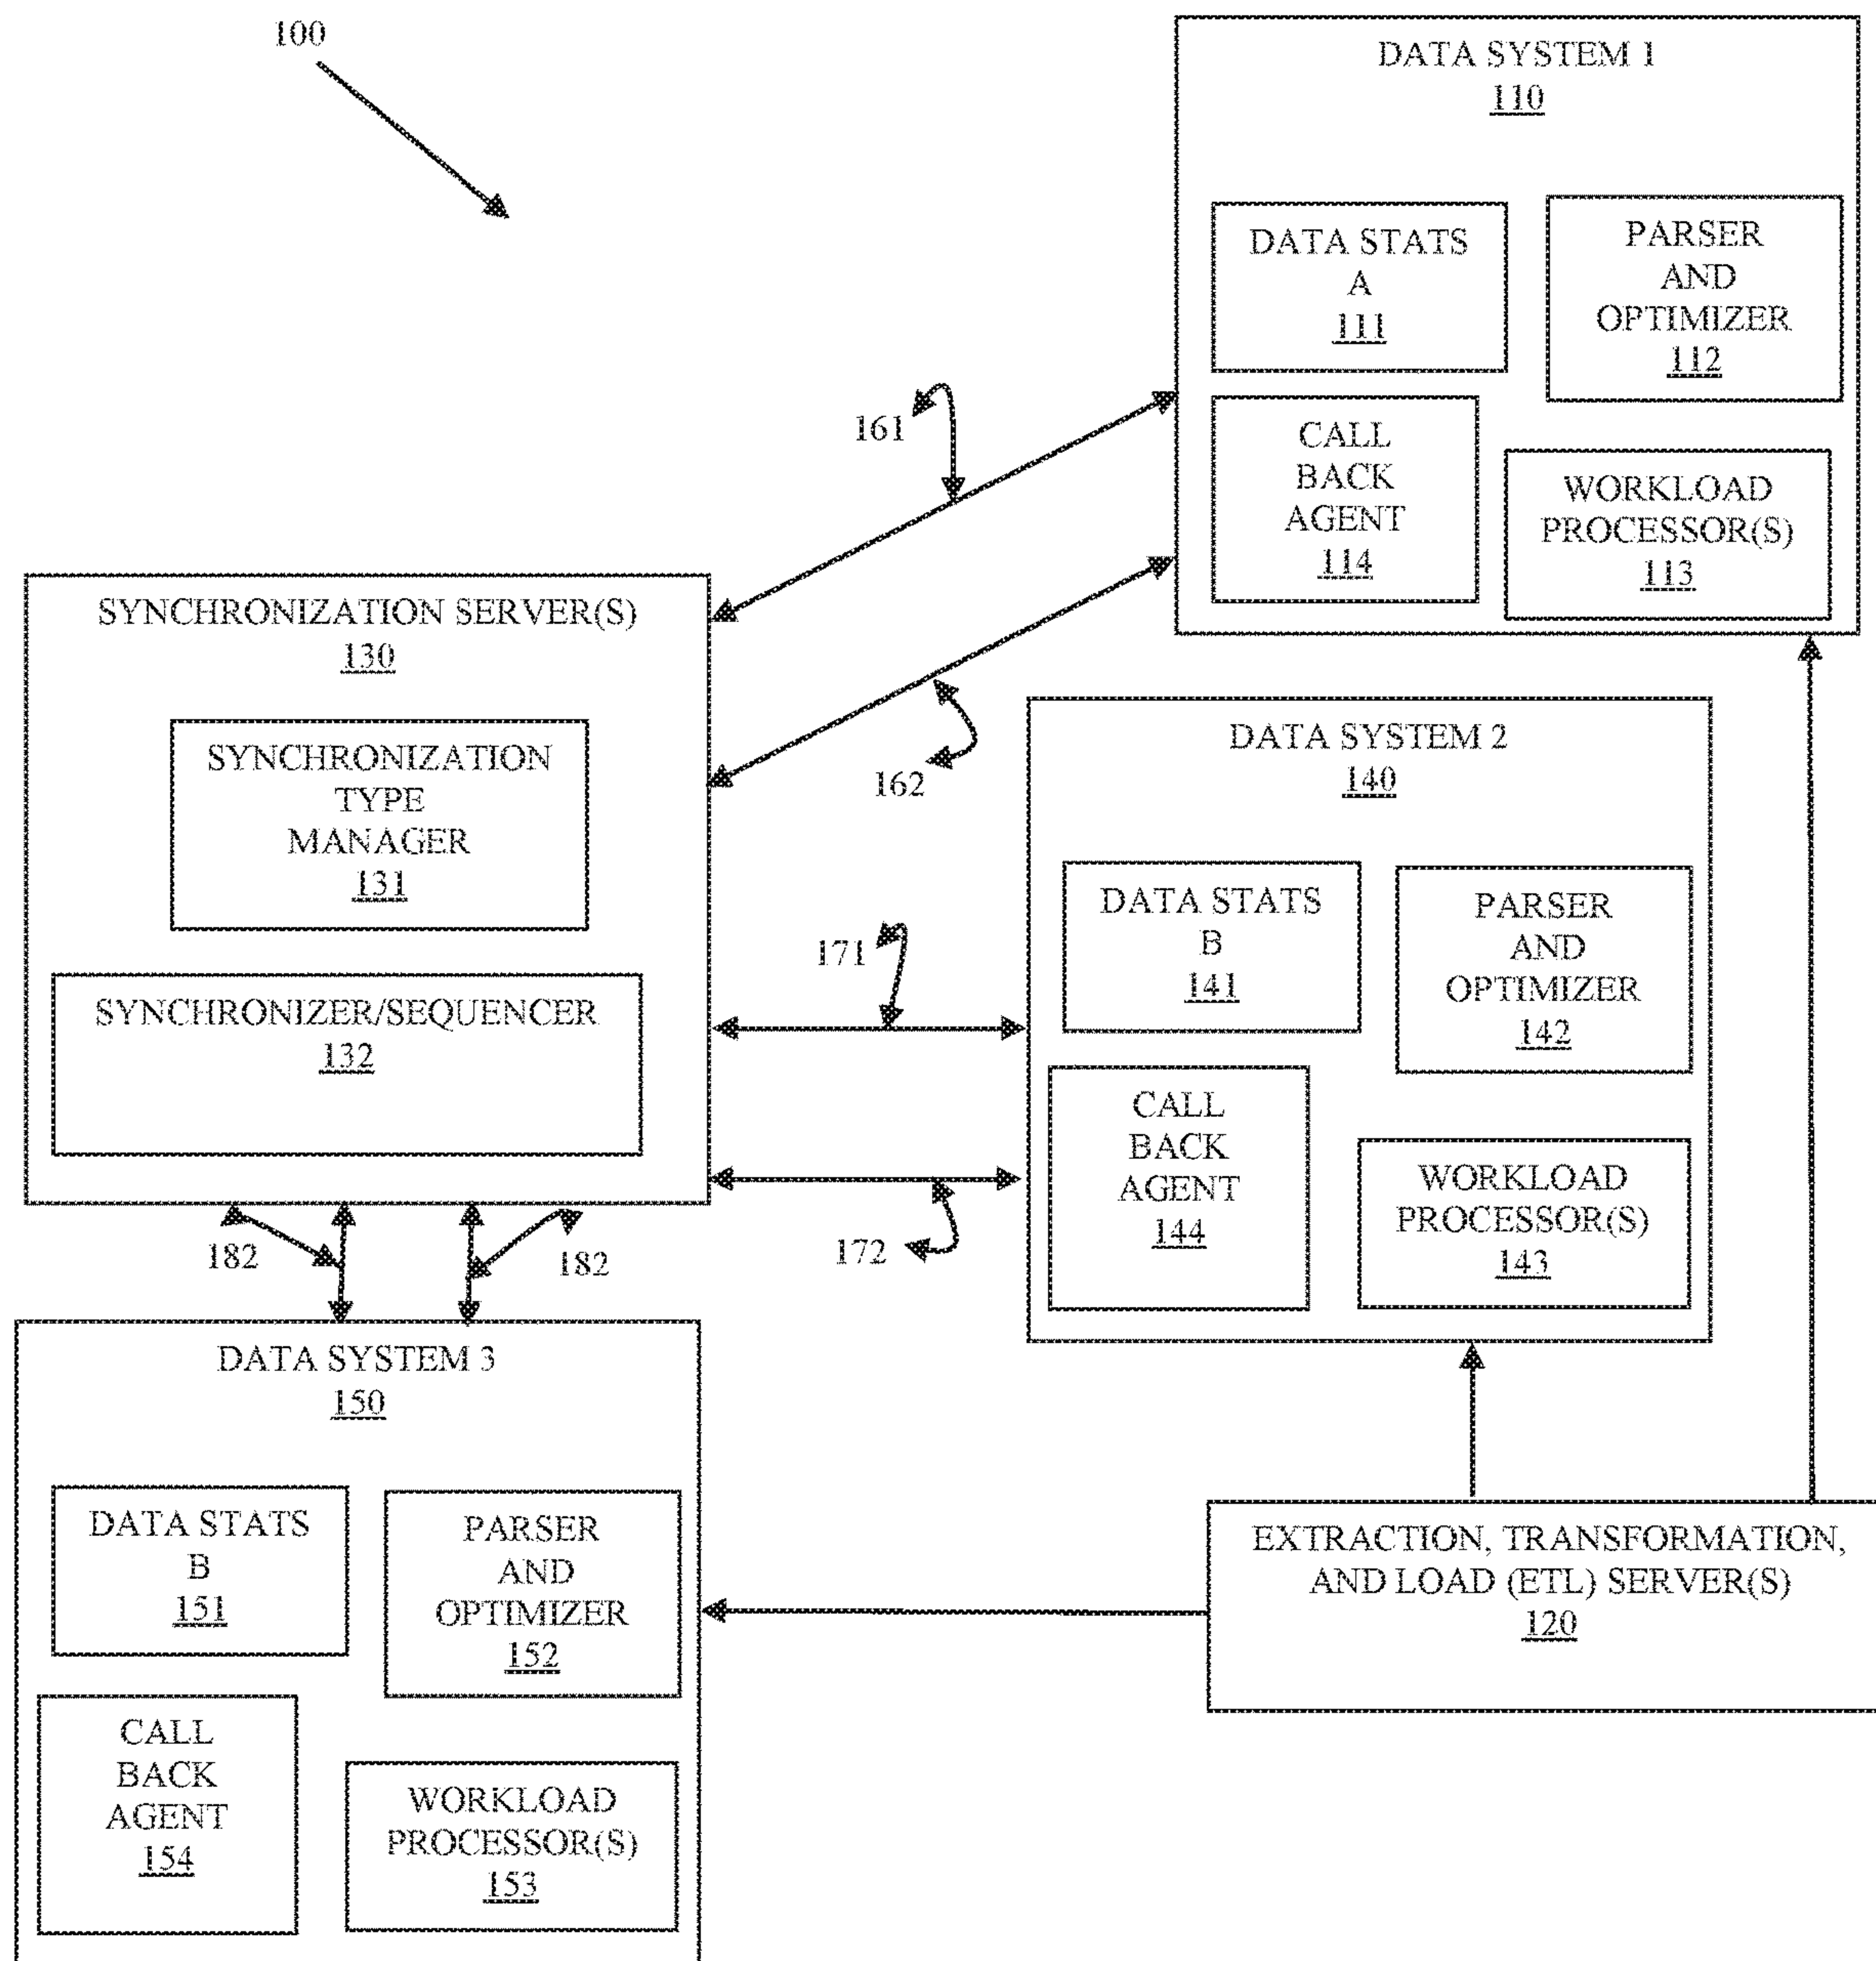 100
DATA SYSTEM 1
110
DATA STATS
A
111
PARSER
AND
OPTIMIZER
112
CALL
BACK
AGENT
114
WORKLOAD
PROCESSOR(S)
113
161
162
SYNCHRONIZATION SERVER(S)
130
SYNCHRONIZATION
TYPE
MANAGER
131
SYNCHRONIZER/SEQUENCER
132
171
172
DATA SYSTEM 2
140
DATA STATS
B
141
PARSER
AND
OPTIMIZER
142
CALL
BACK
AGENT
144
WORKLOAD
PROCESSOR(S)
143
182
182
DATA SYSTEM 3
150
DATA STATS
B
151
PARSER
AND
OPTIMIZER
152
CALL
BACK
AGENT
154
WORKLOAD
PROCESSOR(S)
153
EXTRACTION, TRANSFORMATION,
AND LOAD (ETL) SERVER(S)
120